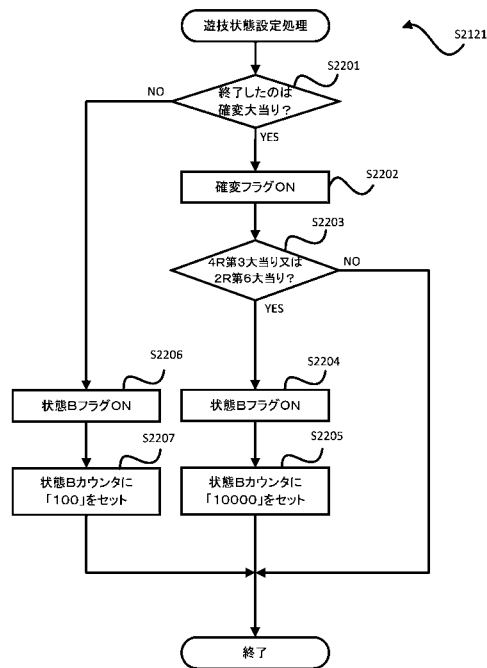 遊技状態設定処理
S2121
S2201
終了したのは
確変大当り？
NO
YES
S2202
確変フラグON
S2203
4R第3大当り又は
2R第6大当り？
NO
YES
S2206
状態BフラグON
S2204
状態BフラグON
S2207
状態Bカウンタに
「100」をセット
S2205
状態Bカウンタに
「10000」をセット
終了